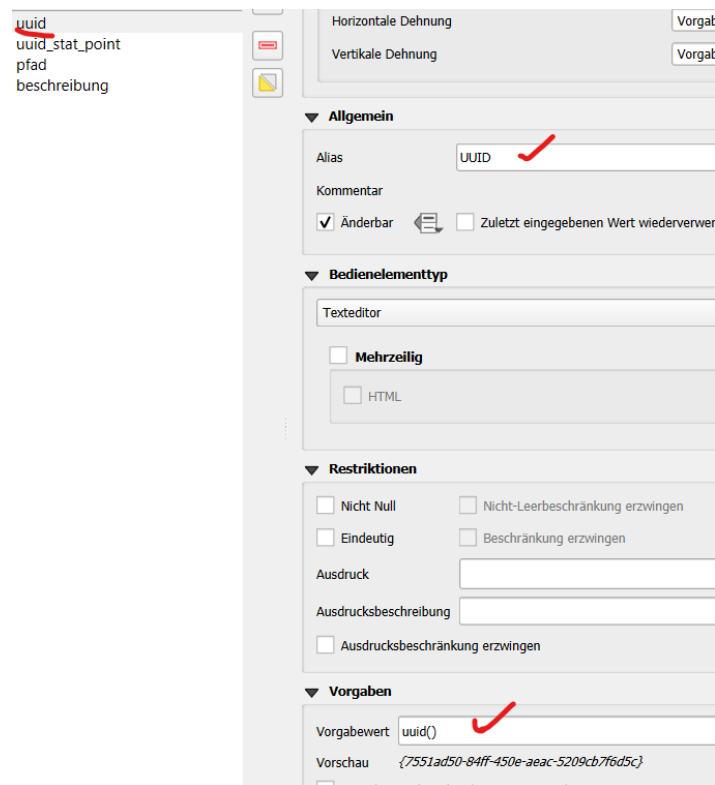 uuid
uuid_stat_point
pfad
beschreibung
Horizontale Dehnung
Vorgab
Vertikale Dehnung
Vorgab
Allgemein
Alias
UUID
Kommentar
Änderbar
Zuletzt eingegebenen Wert wiederverwer
Bedienelementtyp
Texteditor
Mehrzeilig
HTML
Restriktionen
Nicht Null
Nicht-Leerbeschränkung erzwingen
Eindeutig
Beschränkung erzwingen
Ausdruck
Ausdrucksbeschreibung
Ausdrucksbeschränkung erzwingen
Vorgaben
Vorgabewert
uuid()
Vorschau
{7551ad50-84ff-450e-aeac-5209cb7f6d5c}